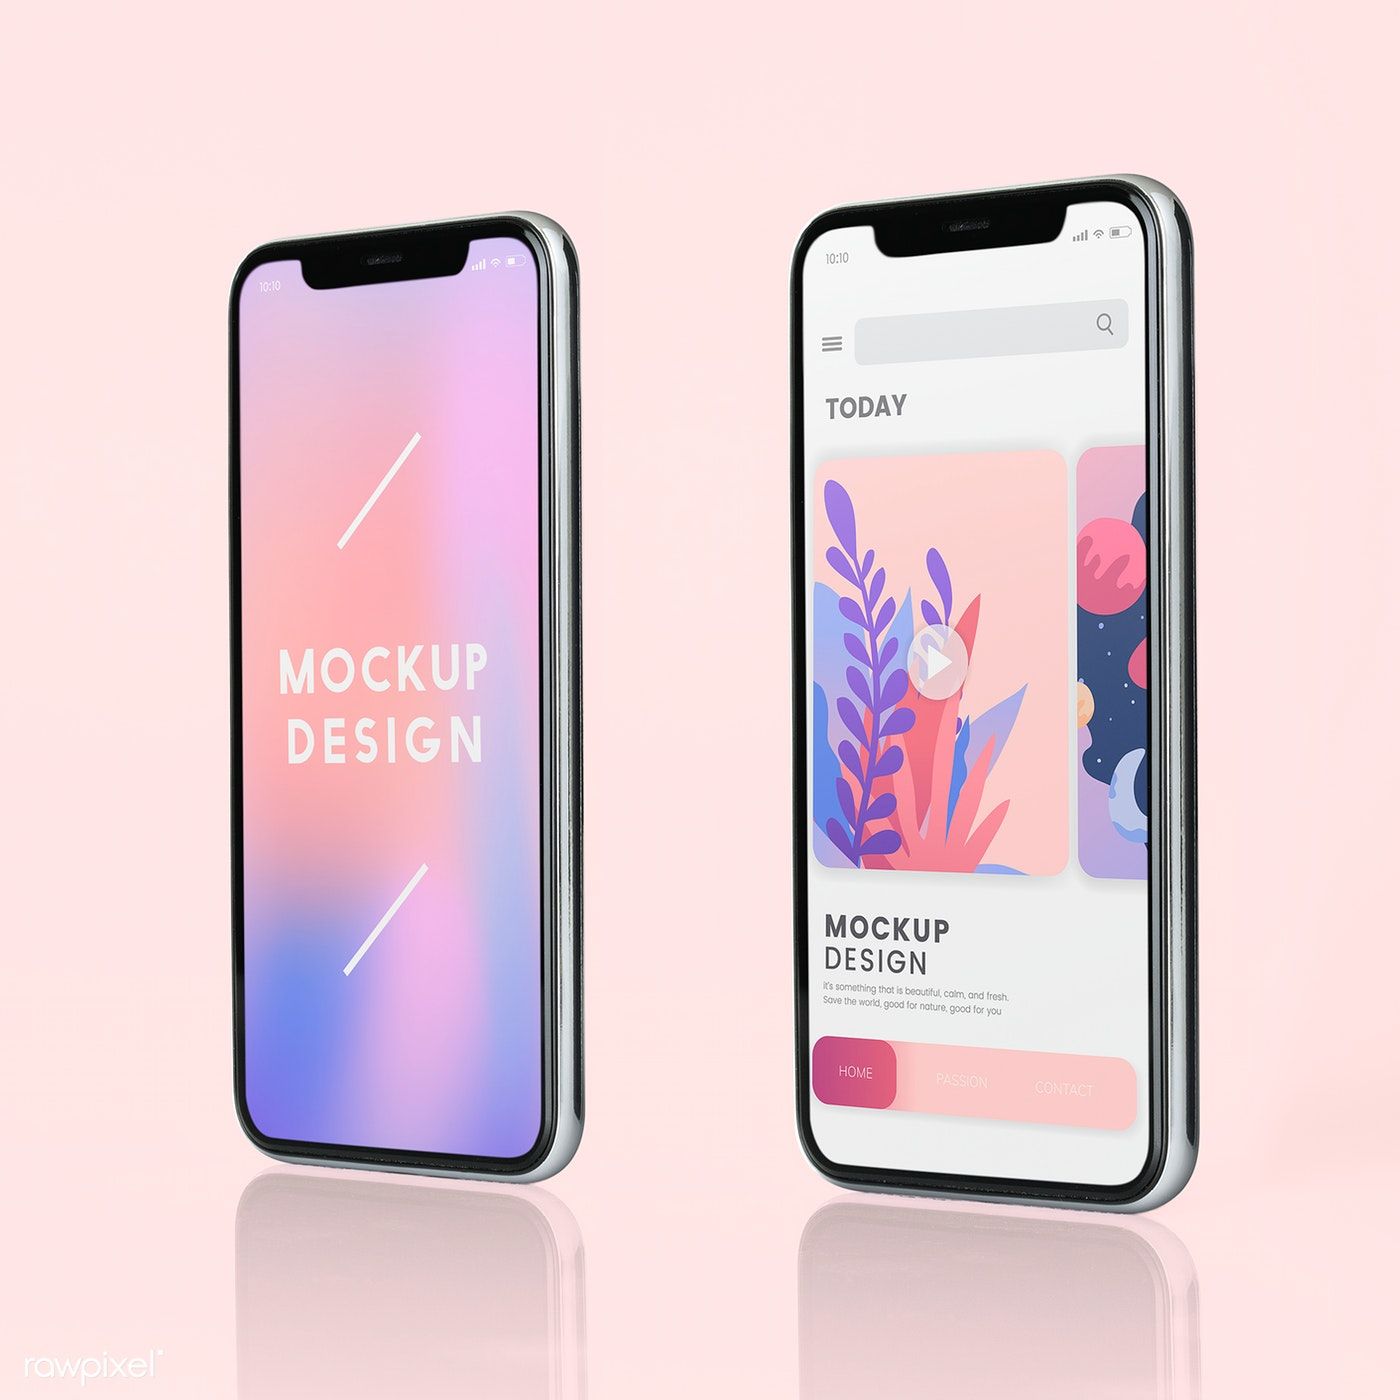 10:10
MOCKUP
DESIGN
10:10
TODAY
MOCKUP
DESIGN
It's something that is beautiful, calm, and fresh.
Save the world, good for nature, good for you
HOME PASSION CONTACT
rawpixel